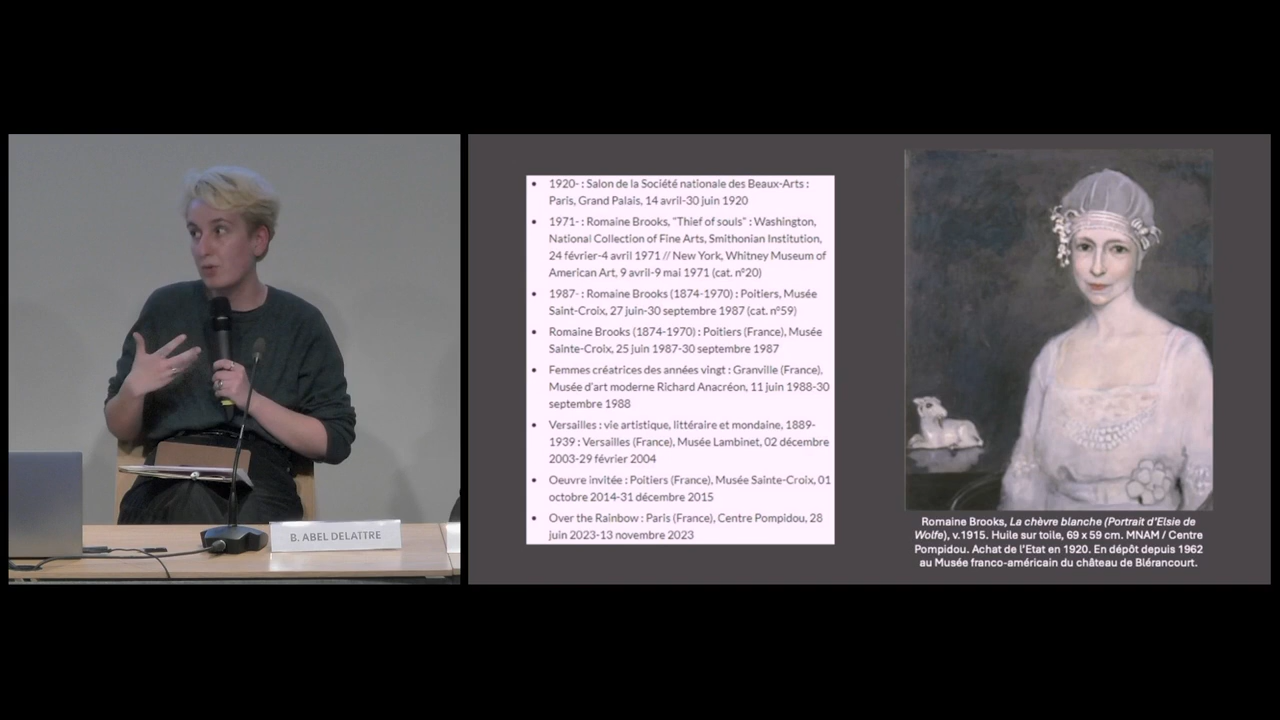 B. ABEL DELATTRE
• 1920- : Salon de la Société nationale des Beaux-Arts :
Paris, Grand Palais, 14 avril-30 juin 1920
• 1971- : Romaine Brooks, "Thief of souls" : Washington,
National Collection of Fine Arts, Smithonian Institution,
24 février-4 avril 1971 // New York, Whitney Museum of
American Art, 9 avril-9 mai 1971 (cat. n°20)
• 1987- : Romaine Brooks (1874-1970) : Poitiers, Musée
Saint-Croix, 27 juin-30 septembre 1987 (cat. n°59)
• Romaine Brooks (1874-1970) : Poitiers (France), Musée
Sainte-Croix, 25 juin 1987-30 septembre 1987
• Femmes créatrices des années vingt : Granville (France),
Musée d'art moderne Richard Anacréon, 11 juin 1988-30
septembre 1988
• Versailles : vie artistique, littéraire et mondaine, 1889-
1939 : Versailles (France), Musée Lambinet, 02 décembre
2003-29 février 2004
• Oeuvre invitée : Poitiers (France), Musée Sainte-Croix, 01
octobre 2014-31 décembre 2015
• Over the Rainbow : Paris (France), Centre Pompidou, 28
juin 2023-13 novembre 2023
Romaine Brooks, La chèvre blanche (Portrait d'Elsie de
Wolfe), v.1915. Huile sur toile, 69 x 59 cm. MNAM / Centre
Pompidou. Achat de l'Etat en 1920. En dépôt depuis 1962
au Musée franco-américain du château de Blérancourt.